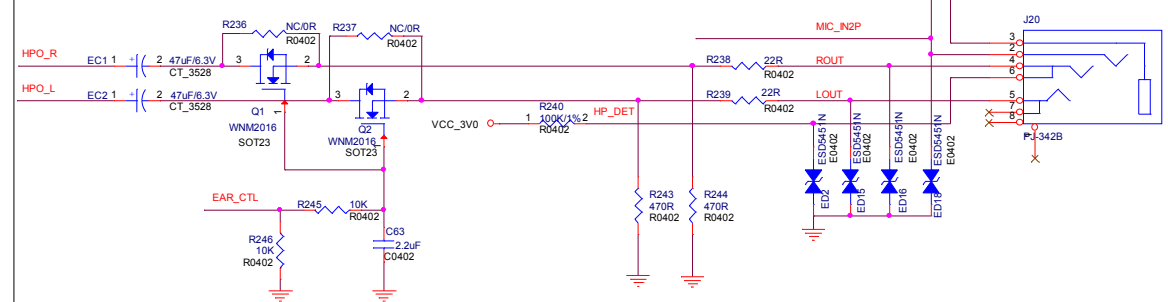 R236 NC/0R
R0402
R237 NC/0R
R0402
MIC_IN2P
J20
HPO_R
EC1 1 + 2 47uF/6.3V
CT_3528
3 2
R238 22R
R0402
ROUT
HPO_L
EC2 1 + 2 47uF/6.3V
CT_3528
3 2
R239 22R
R0402
LOUT
3
2
4
6
5
7
8
PJ-342B
1
Q1
1
WNM2016
SOT23
Q2
WNM2016
SOT23
VCC_3V0
R240
1 100K/1% 2
R0402
HP_DET
ESD5451N
E0402
ED2
ESD5451N
E0402
ED15
ESD5451N
E0402
ED16
ESD5451N
E0402
ED18
EAR_CTL
R245 10K
R0402
R246
10K
R0402
C63
2.2uF
C0402
R243
470R
R0402
R244
470R
R0402